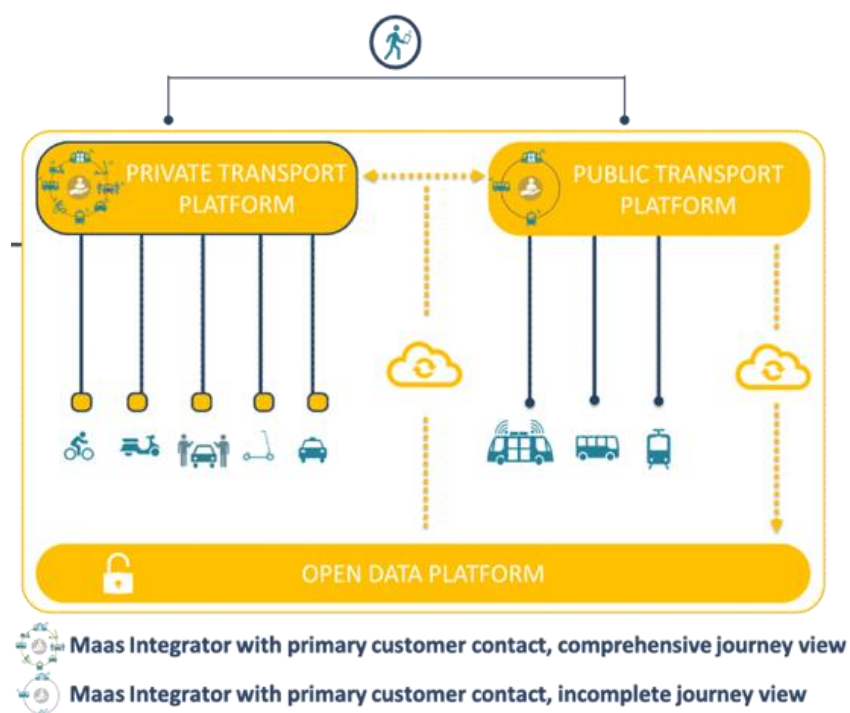 PRIVATE TRANSPORT
PLATFORM
PUBLIC TRANSPORT
PLATFORM
OPEN DATA PLATFORM
Maas Integrator with primary customer contact, comprehensive journey view
Maas Integrator with primary customer contact, incomplete journey view